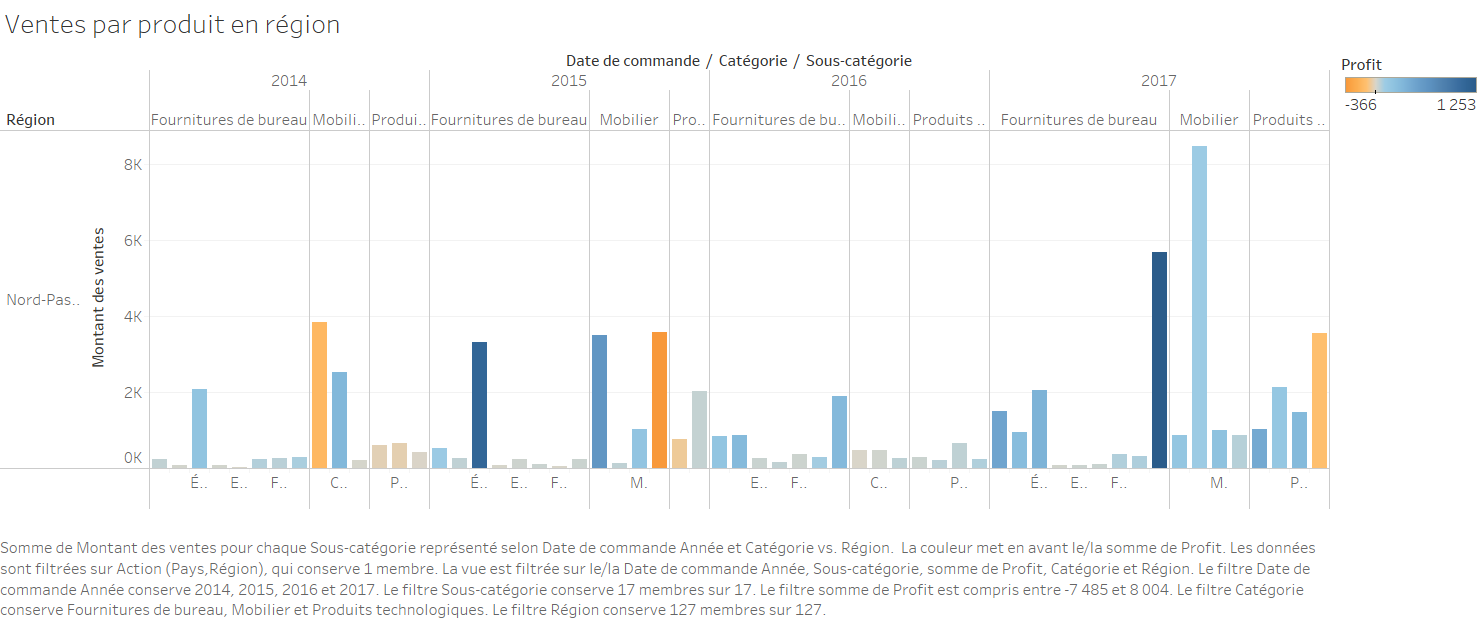 Ventes par produit en région
Date de commande / Catégorie / Sous-catégorie
Profit
-366 1 253
2014 2015 2016 2017
Région Fournitures de bureau Mobili.. Produi.. Fournitures de bureau Mobilier Pro.. Fournitures de bu.. Mobili.. Produits .. Fournitures de bureau Mobilier Produits ..
8K
6K
Montant des ventes
Nord-Pas..
4K
2K
0K
É.. E.. F.. C.. P.. É.. E.. F.. M. E.. F.. C.. P.. É.. E.. F.. M. P..
Somme de Montant des ventes pour chaque Sous-catégorie représenté selon Date de commande Année et Catégorie vs. Région. La couleur met en avant le/la somme de Profit. Les données
sont filtrées sur Action (Pays,Région), qui conserve 1 membre. La vue est filtrée sur le/la Date de commande Année, Sous-catégorie, somme de Profit, Catégorie et Région. Le filtre Date de
commande Année conserve 2014, 2015, 2016 et 2017. Le filtre Sous-catégorie conserve 17 membres sur 17. Le filtre somme de Profit est compris entre -7 485 et 8 004. Le filtre Catégorie
conserve Fournitures de bureau, Mobilier et Produits technologiques. Le filtre Région conserve 127 membres sur 127.